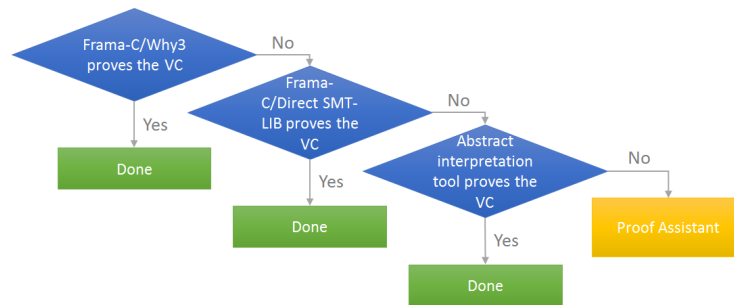 Frama-C/Why3
proves the VC
No
Yes
Done
Frama-
C/Direct SMT-
LIB proves the
VC
No
Yes
Done
Abstract
interpretation
tool proves the
VC
No
Yes
Done
Proof Assistant